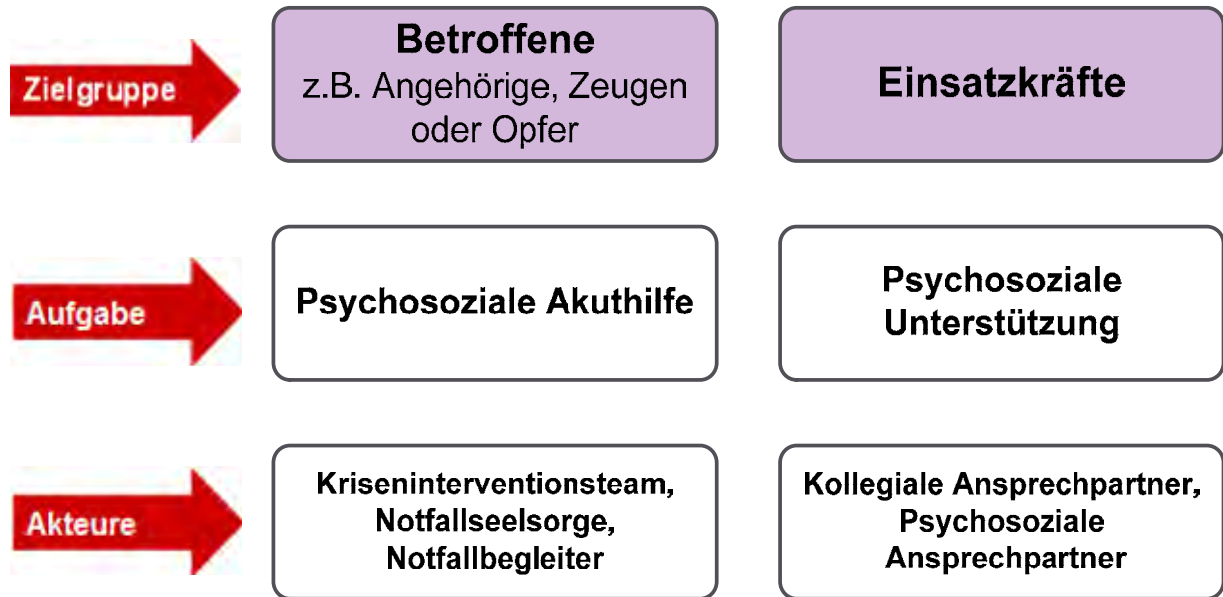 Zielgruppe
Betroffene
z.B. Angehörige, Zeugen
oder Opfer
Einsatzkräfte
Aufgabe
Psychosoziale Akuthilfe
Psychosoziale
Unterstützung
Akteure
Kriseninterventionsteam,
Notfallseelsorge,
Notfallbegleiter
Kollegiale Ansprechpartner,
Psychosoziale
Ansprechpartner